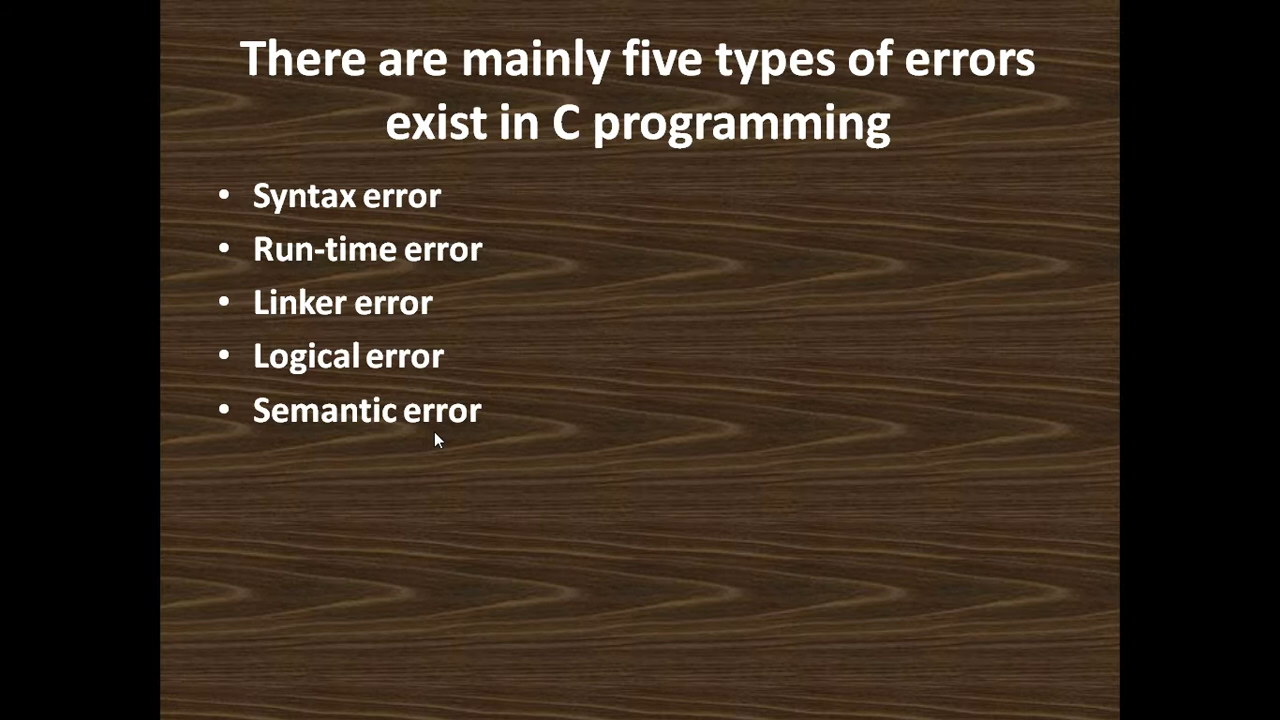 There are mainly five types of errors
exist in C programming
• Syntax error
• Run-time error
• Linker error
• Logical error
• Semantic error